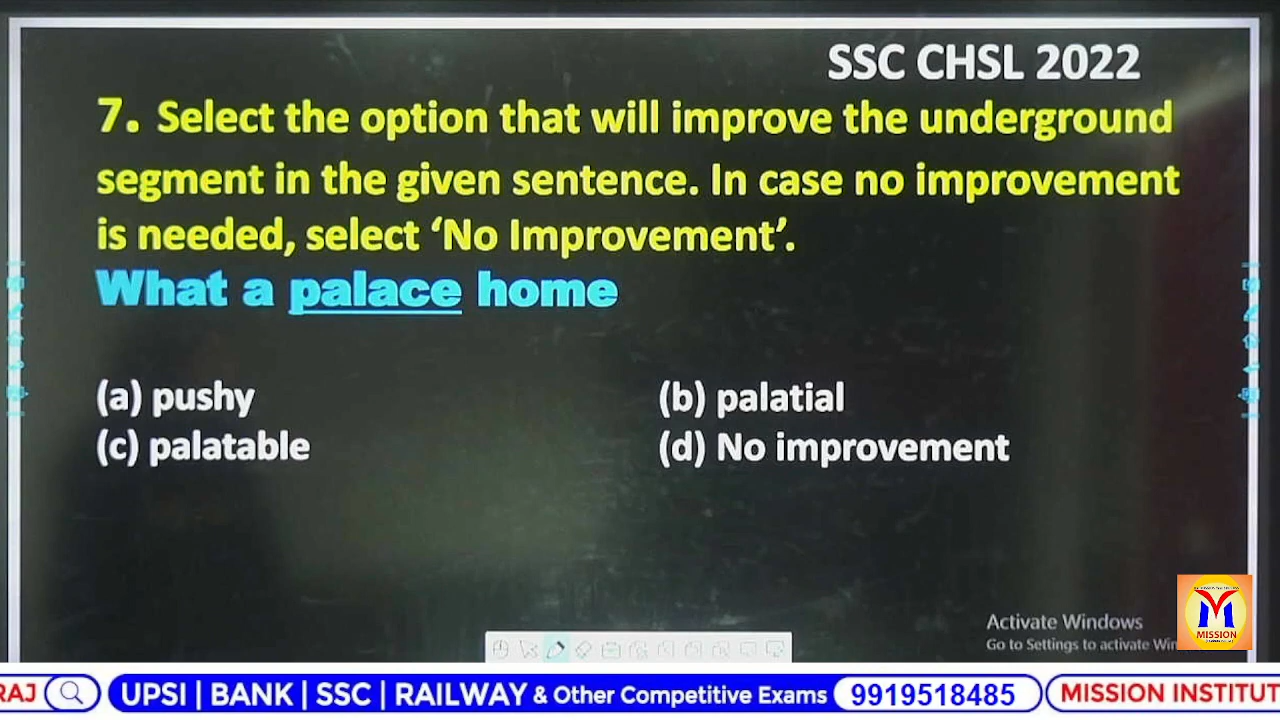 SSC CHSL 2022
7. Select the option that will improve the underground
segment in the given sentence. In case no improvement
is needed, select ‘No Improvement’.
What a palace home
(a) pushy (b) palatial
(c) palatable (d) No improvement
Activate Windows
Go to Settings to activate Win
MISSION
RAJ UPSI | BANK | SSC | RAILWAY & Other Competitive Exams 9919518485 MISSION INSTITUT